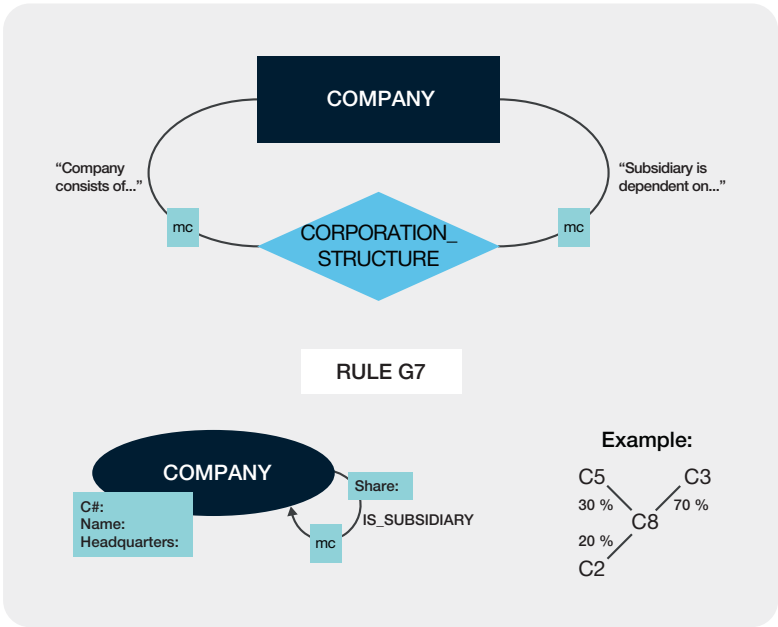 COMPANY
“Company
consists of...”
“Subsidiary is
dependent on...”
mc
mc
CORPORATION_
STRUCTURE
RULE G7
COMPANY
Share:
C#:
Name:
Headquarters:
IS_SUBSIDIARY
mc
Example:
C5
C3
30 %
70 %
C8
20 %
C2